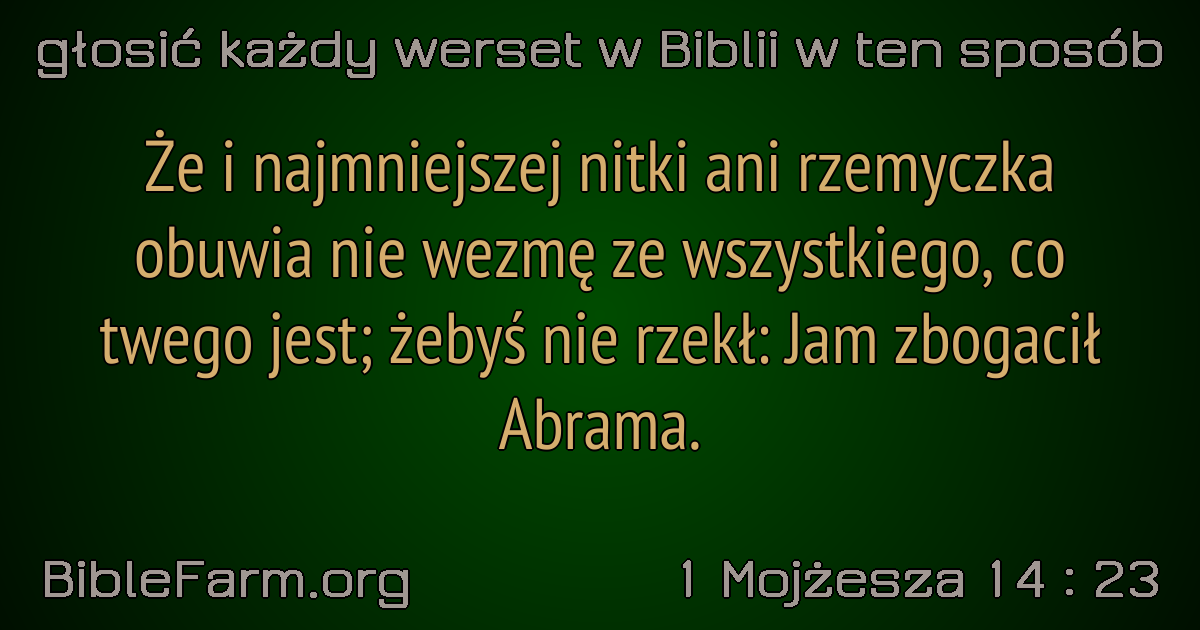 głosić każdy werset w Biblii w ten sposób
Że i najmniejszej nitki ani rzemyczka
obuwia nie wezmę ze wszystkiego, co
twego jest; żebyś nie rzekł: Jam zbogacił
Abrama.
BibleFarm.org
1 Mojżesza 14 : 23